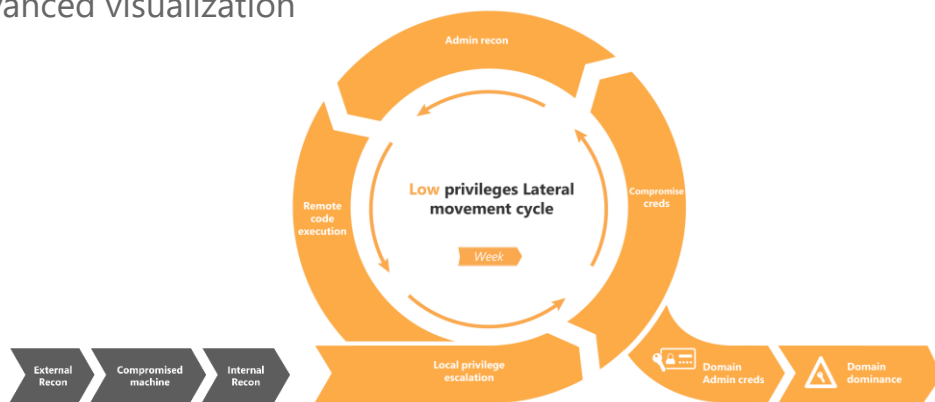 Admin recon
Low privileges Lateral
movement cycle
Week
Remote
code
execution
Compromise
creds
External
Recon
Compromised
machine
Internal
Recon
Local privilege
escalation
Domain
Admin creds
Domain
dominance
visualization